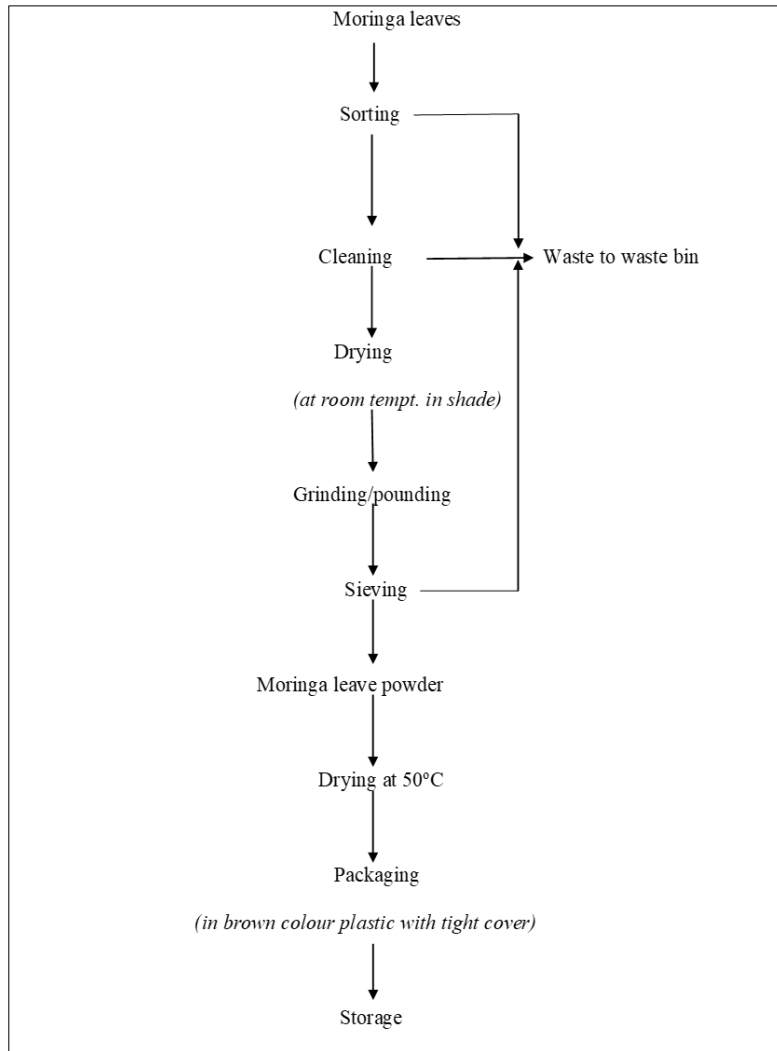 Moringa leaves
Sorting
Cleaning
Waste to waste bin
Drying
(at room tempt. in shade)
Grinding/pounding
Sieving
Moringa leave powder
Drying at 50°C
Packaging
(in brown colour plastic with tight cover)
Storage